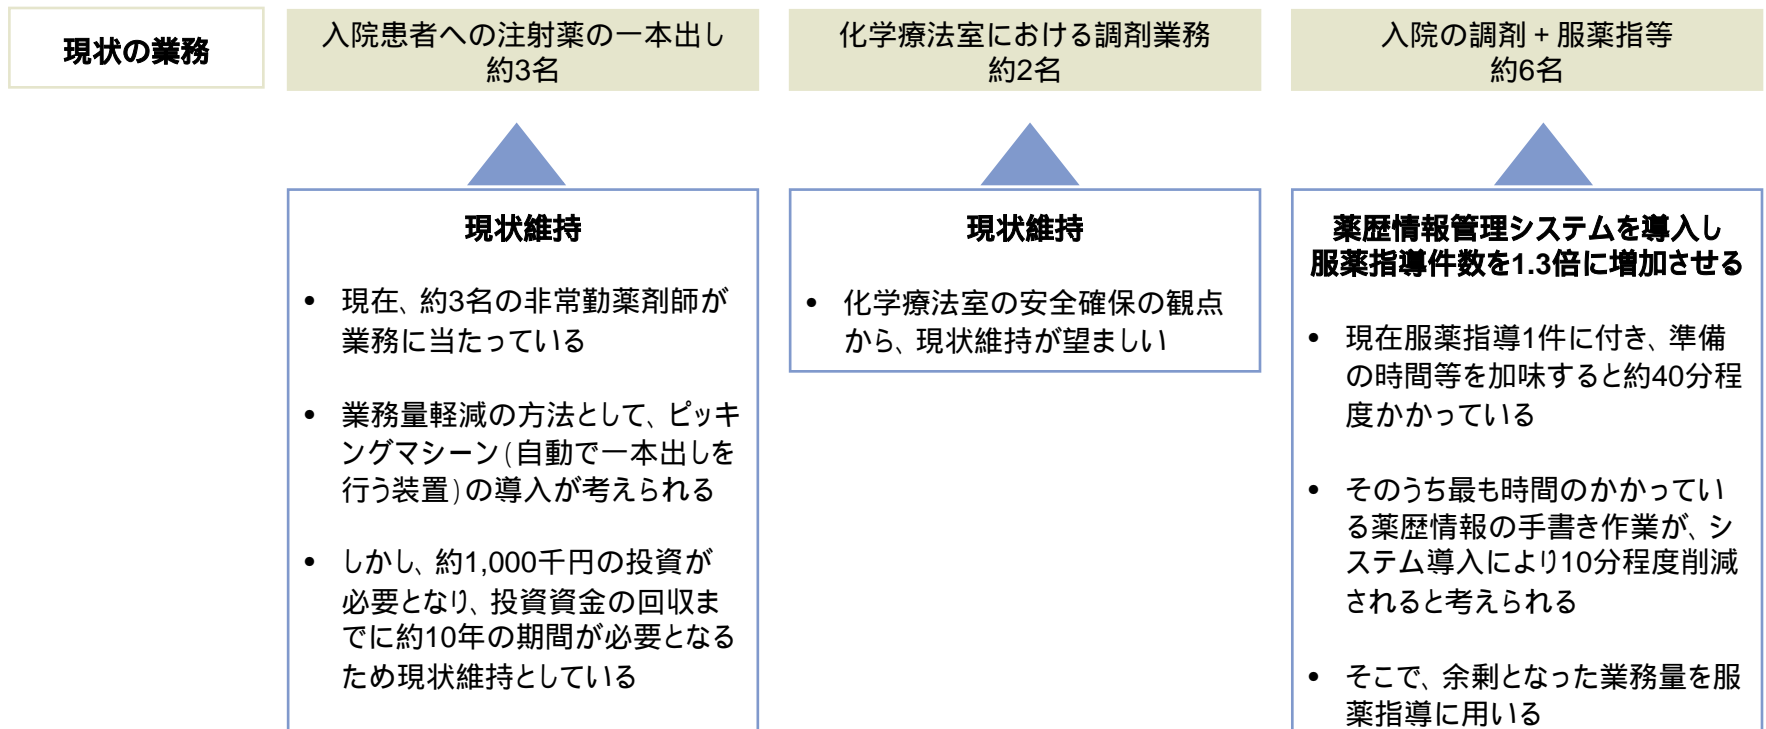 現状の業務
入院患者への注射薬の一本出し
約3名
化学療法室における調剤業務
約2名
入院の調剤+服薬指等
約6名
現状維持
• 現在、約3名の非常勤薬剤師が
業務に当たっている
• 業務量軽減の方法として、ピッキ
ングマシーン(自動で一本出しを
行う装置)の導入が考えられる
• しかし、約1,000千円の投資が
必要となり、投資資金の回収ま
でに約10年の期間が必要となる
ため現状維持としている
現状維持
• 化学療法室の安全確保の観点
から、現状維持が望ましい
薬歴情報管理システムを導入し
服薬指導件数を1.3倍に増加させる
• 現在服薬指導1件に付き、準備
の時間等を加味すると約40分程
度かかっている
• そのうち最も時間のかかってい
る薬歴情報の手書き作業が、シ
ステム導入により10分程度削減
されると考えられる
• そこで、余剰となった業務量を服
薬指導に用いる